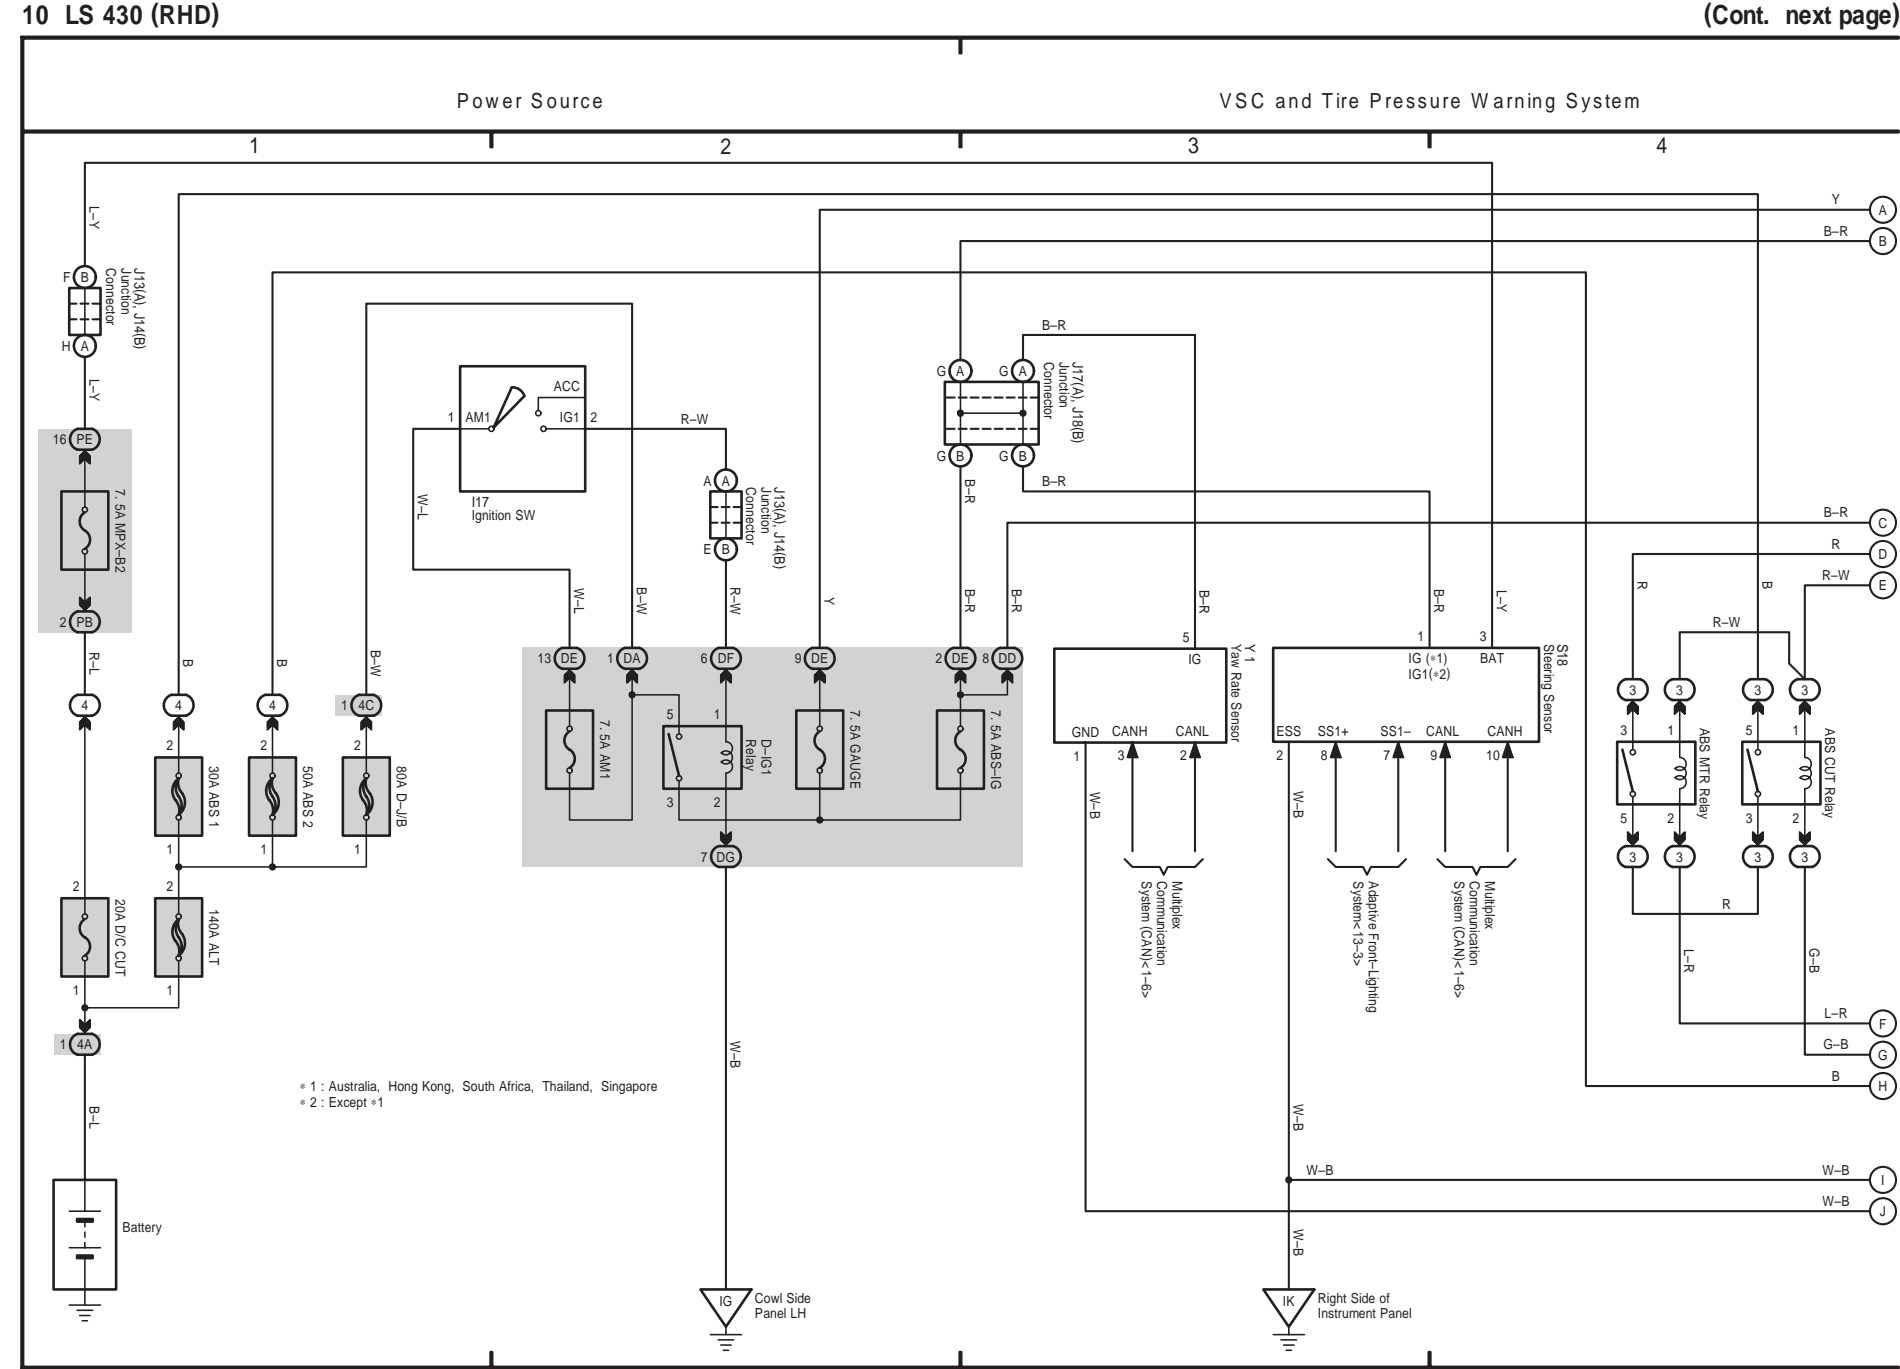 10 LS 430 (RHD)
(Cont. next page)
Power Source
VSC and Tire Pressure Warning System
1
2
3
4
Y
A
B–R
B
L–Y
F
B
J13(A), J14(B)
Junction
Connector
H
A
L–Y
16
PE
7. 5A MPX–B2
2
PB
R–L
4
B
4
B
4
B–W
1
4C
2
30A ABS 1
1
2
50A ABS 2
1
2
80A D–J/B
1
2
20A D/C CUT
1
2
140A ALT
1
1
4A
B–L
Battery
∗ 1 : Australia, Hong Kong, South Africa, Thailand, Singapore
∗ 2 : Except ∗1
ACC
1
AM1
IG1
2
I17
Ignition SW
W–L
R–W
A
A
J13(A), J14(B)
Junction
Connector
E
B
W–L
B–W
R–W
Y
13
DE
1
DA
6
DF
9
DE
2
DE
8
DD
7. 5A AM1
5
1
D–IG1
Relay
3
2
7. 5A GAUGE
7. 5A ABS–IG
7
DG
W–B
IG
Cowl Side
Panel LH
B–R
G
A
G
A
J17(A), J18(B)
Junction
Connector
G
B
G
B
B–R
B–R
B–R
B–R
B–R
B–R
L–Y
5
IG
Y 1
Yaw Rate Sensor
GND
CANH
CANL
1
3
2
W–B
Multiplex
Communication
System (CAN)<1–6>
1
3
IG (∗1)
IG1(∗2)
BAT
S18
Steering Sensor
ESS
SS1+
SS1–
CANL
CANH
2
8
7
9
10
W–B
Adaptive Front–Lighting
System<13–3>
Multiplex
Communication
System (CAN)<1–6>
W–B
W–B
W–B
IK
Right Side of
Instrument Panel
B–R
C
R
D
R–W
E
R
B
R–W
3
3
3
3
3
1
ABS MTR Relay
5
2
5
1
ABS CUT Relay
3
2
3
3
3
3
R
L–R
G–B
L–R
F
G–B
G
B
H
W–B
I
W–B
J